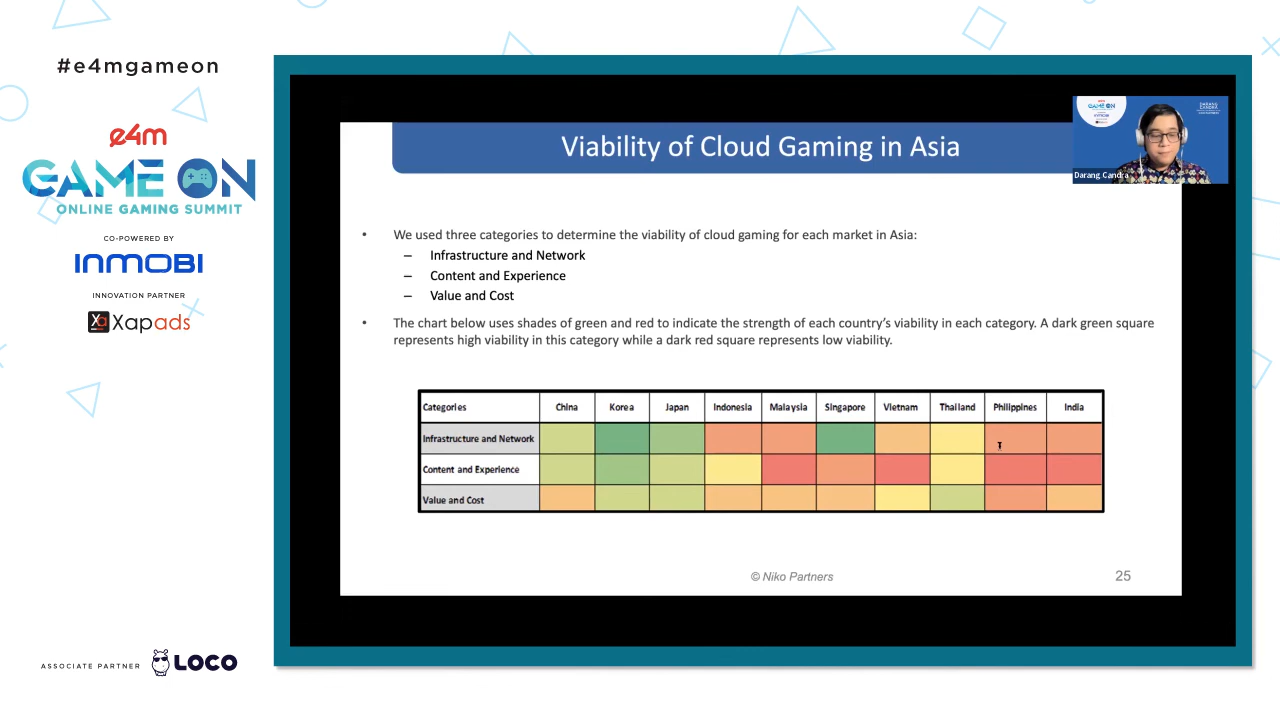 #e4mgameon
e4m
GAME ON
ONLINE GAMING SUMMIT
CO-POWERED BY
INMOBI
INNOVATION PARTNER
Xa Xapads
ASSOCIATE PARTNER
LOCO
Viability of Cloud Gaming in Asia
Darang Candra
• We used three categories to determine the viability of cloud gaming for each market in Asia:
– Infrastructure and Network
– Content and Experience
– Value and Cost
• The chart below uses shades of green and red to indicate the strength of each country's viability in each category. A dark green square
represents high viability in this category while a dark red square represents low viability.
Categories China Korea Japan Indonesia Malaysia Singapore Vietnam Thailand Philippines India
Infrastructure and Network
Content and Experience
Value and Cost
© Niko Partners
25